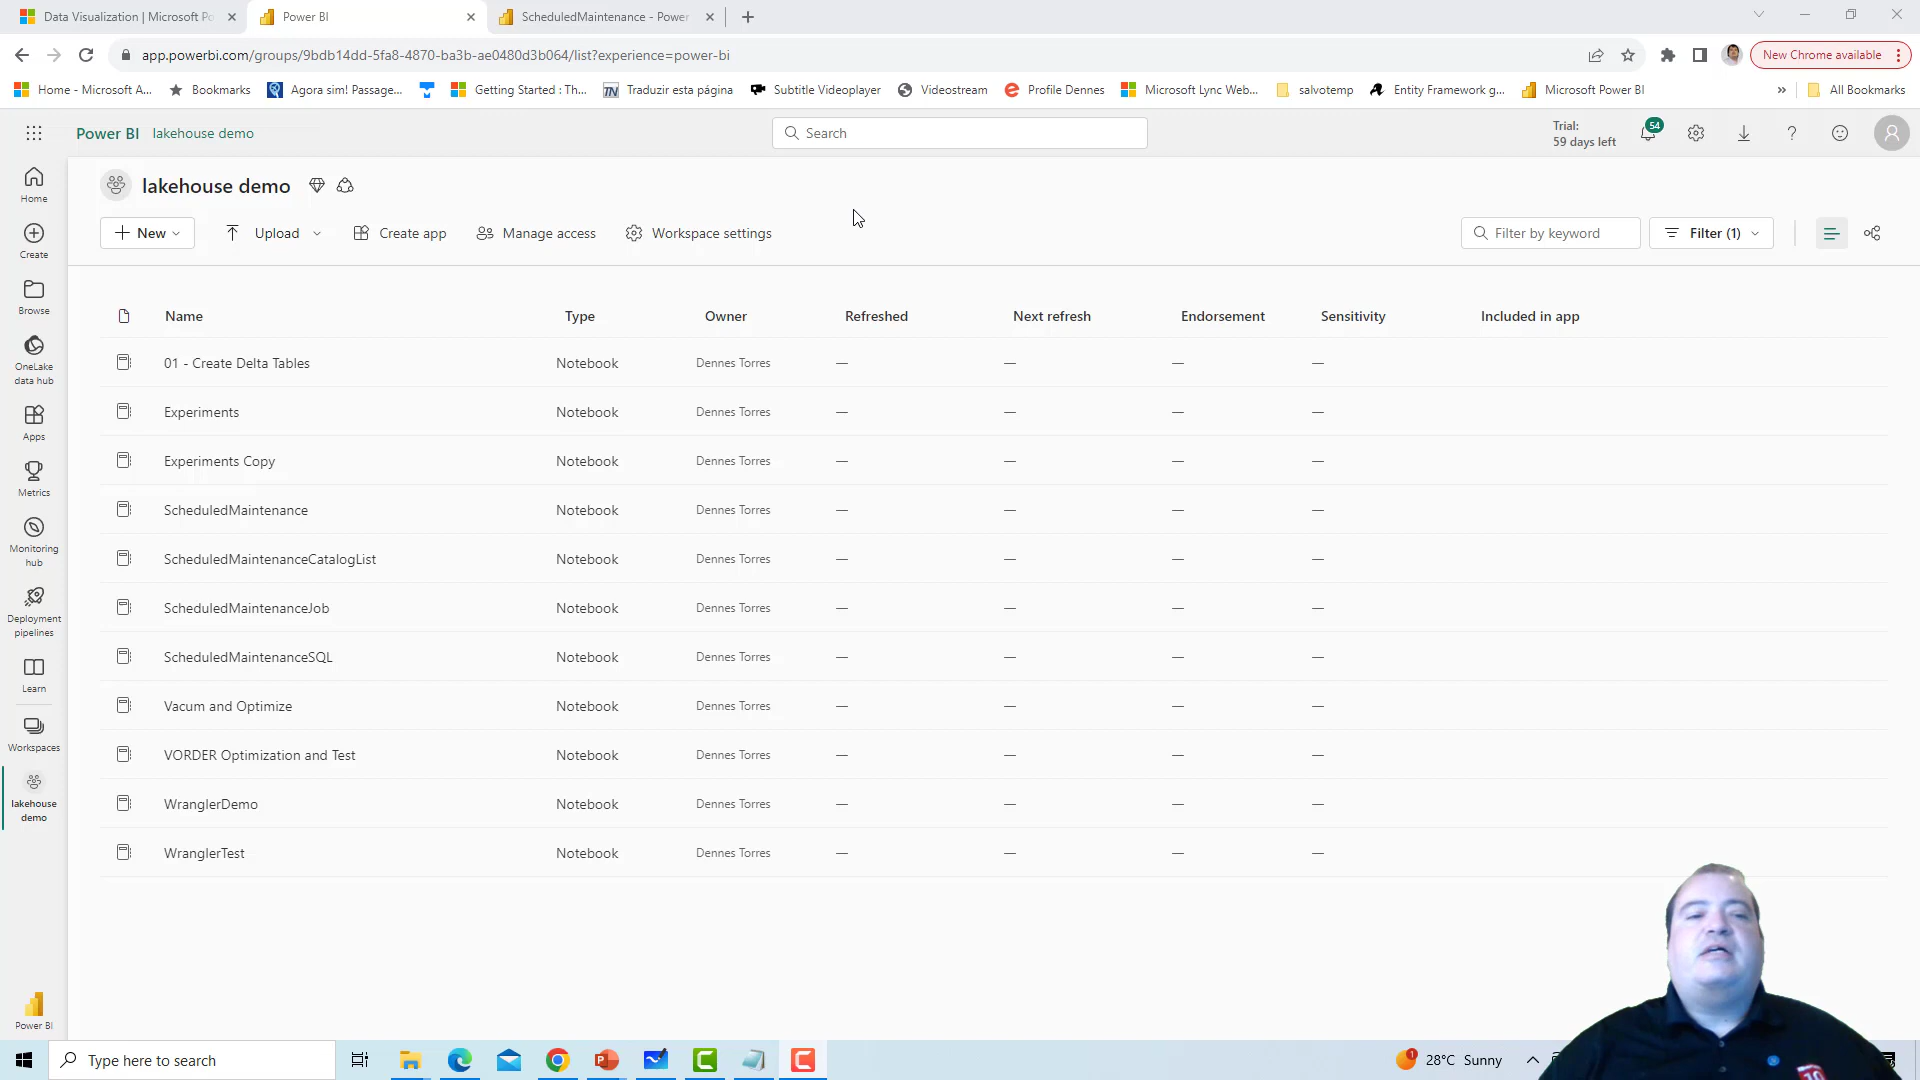 Data Visualization | Microsoft Po
Power BI
ScheduledMaintenance - Power
app.powerbi.com/groups/9bdb14dd-5fa8-4870-ba3b-ae0480d3b064/list?experience=power-bi
New Chrome available
Home - Microsoft A...
Bookmarks
Agora sim! Passage...
Getting Started : Th...
TN
Traduzir esta página
Subtitle Videoplayer
Videostream
Profile Dennes
Microsoft Lync Web...
salvotemp
Entity Framework g...
Microsoft Power BI
»
All Bookmarks
Power BI lakehouse demo
Search
Trial:
59 days left
54
Home
Create
Browse
OneLake
data hub
Apps
Metrics
Monitoring
hub
Deployment
pipelines
Learn
Workspaces
lakehouse
demo
Power BI
lakehouse demo
New
Upload
Create app
Manage access
Workspace settings
Filter by keyword
Filter (1)
Name Type Owner Refreshed Next refresh Endorsement Sensitivity Included in app
01 - Create Delta Tables Notebook Dennes Torres — — — —
Experiments Notebook Dennes Torres — — — —
Experiments Copy Notebook Dennes Torres — — — —
ScheduledMaintenance Notebook Dennes Torres — — — —
ScheduledMaintenanceCatalogList Notebook Dennes Torres — — — —
ScheduledMaintenanceJob Notebook Dennes Torres — — — —
ScheduledMaintenanceSQL Notebook Dennes Torres — — — —
Vacum and Optimize Notebook Dennes Torres — — — —
VORDER Optimization and Test Notebook Dennes Torres — — — —
WranglerDemo Notebook Dennes Torres — — — —
WranglerTest Notebook Dennes Torres — — — —
Type here to search
1
28°C Sunny